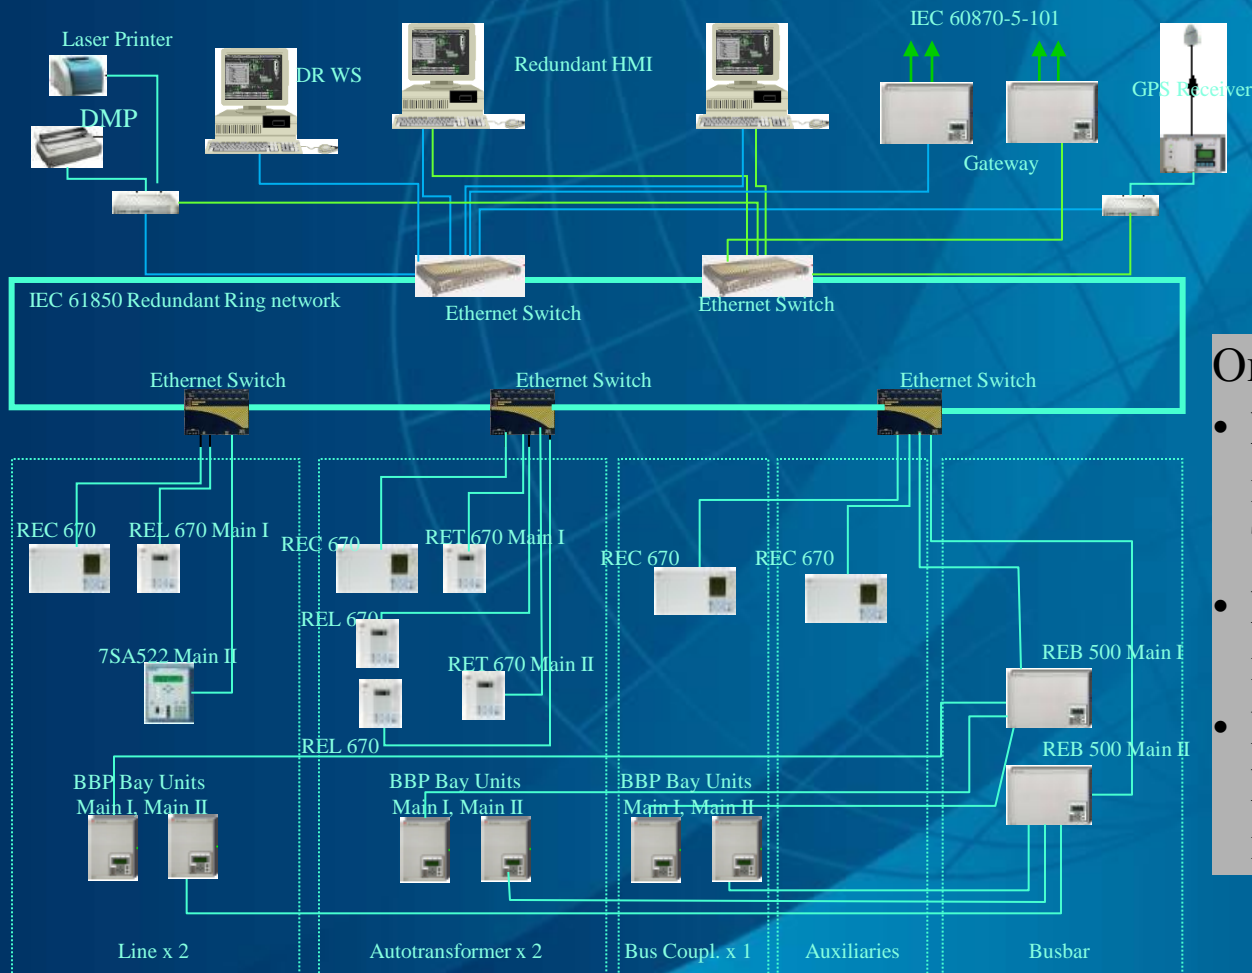 IEC 60870-5-101
Laser Printer
DR WS
Redundant HMI
GPS Receiver
DMP
Gateway
IEC 61850 Redundant Ring network
Ethernet Switch
Ethernet Switch
Ethernet Switch
Ethernet Switch
Ethernet Switch
REC 670
REL 670 Main I
REC 670
RET 670 Main I
REC 670
REC 670
REL 670
7SA522 Main II
RET 670 Main II
REB 500 Main I
REL 670
REB 500 Main II
BBP Bay Units
Main I, Main II
BBP Bay Units
Main I, Main II
BBP Bay Units
Main I, Main II
Line x 2
Autotransformer x 2
Bus Coupl. x 1
Auxiliaries
Busbar